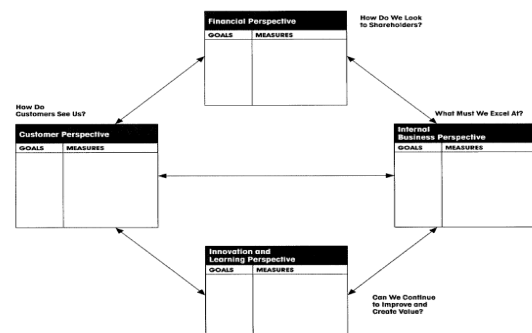 Financial Perspective
GOALS MEASURES
How Do We Look
to Shareholders?
How Do
Customers See Us?
Customer Perspective
GOALS MEASURES
What Must We Excel At?
Internal
Business Perspective
GOALS MEASURES
Innovation and
Learning Perspective
GOALS MEASURES
Can We Continue
to Improve and
Create Value?